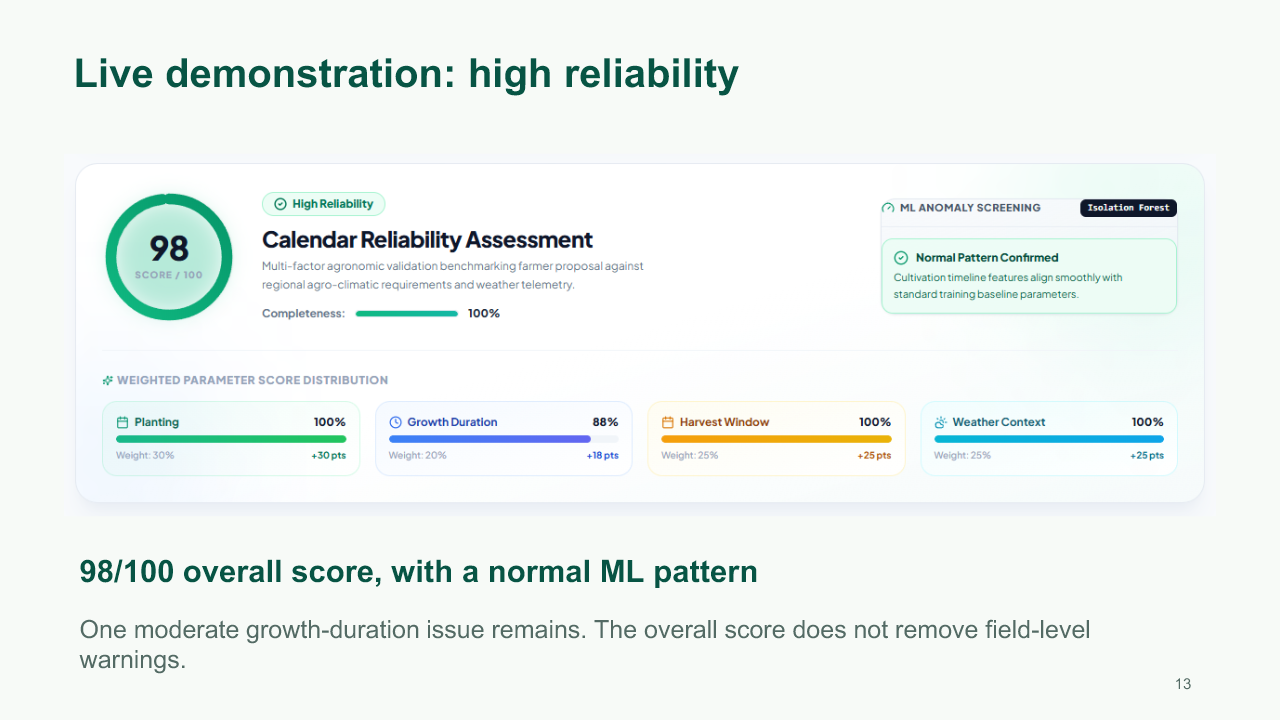 Live demonstration: high reliability
98
SCORE / 100
High Reliability
Calendar Reliability Assessment
Multi-factor agronomic validation benchmarking farmer proposal against
regional agro-climatic requirements and weather telemetry.
Completeness: 100%
ML ANOMALY SCREENING
Isolation Forest
Normal Pattern Confirmed
Cultivation timeline features align smoothly with
standard training baseline parameters.
WEIGHTED PARAMETER SCORE DISTRIBUTION
Planting 100%
Weight: 30% +30 pts
Growth Duration 88%
Weight: 20% +18 pts
Harvest Window 100%
Weight: 25% +25 pts
Weather Context 100%
Weight: 25% +25 pts
98/100 overall score, with a normal ML pattern
One moderate growth-duration issue remains. The overall score does not remove field-level
warnings.
13